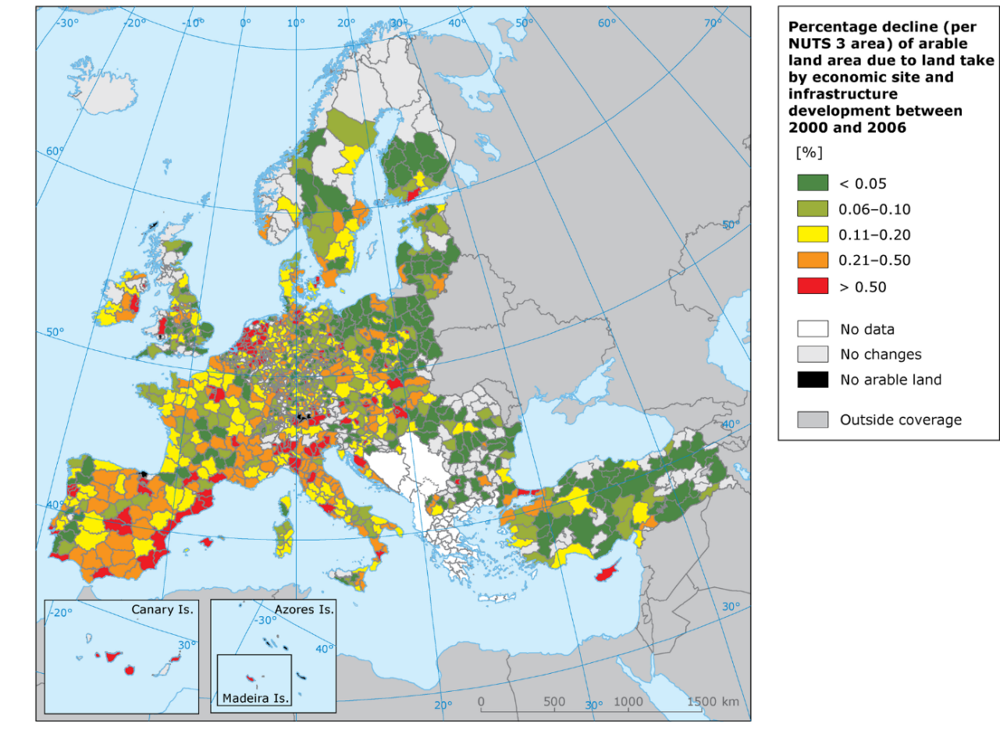 -30°
-20°
-10°
0°
10°
20°
30°
40°
50°
60°
70°
60°
50°
50°
40°
40°
30°
Canary Is.
-20°
30°
Azores Is.
-30°
40°
Madeira Is.
0
500
1000
1500 km
20°
30°
Percentage decline (per
NUTS 3 area) of arable
land area due to land take
by economic site and
infrastructure
development between
2000 and 2006
[%]
< 0.05
0.06–0.10
0.11–0.20
0.21–0.50
> 0.50
No data
No changes
No arable land
Outside coverage